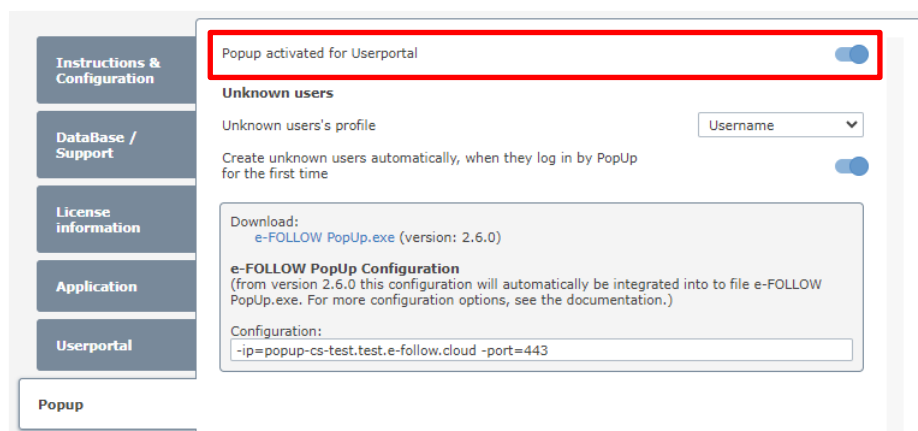 Popup activated for Userportal
Instructions &
Configuration
Unknown users
Unknown users's profile
Username
DataBase /
Support
Create unknown users automatically, when they log in by PopUp
for the first time
License
information
Download:
e-FOLLOW PopUp.exe (version: 2.6.0)
e-FOLLOW PopUp Configuration
(from version 2.6.0 this configuration will automatically be integrated into to file e-FOLLOW
PopUp.exe. For more configuration options, see the documentation.)
Application
Configuration:
-ip=popup-cs-test.test.e-follow.cloud -port=443
Userportal
Popup